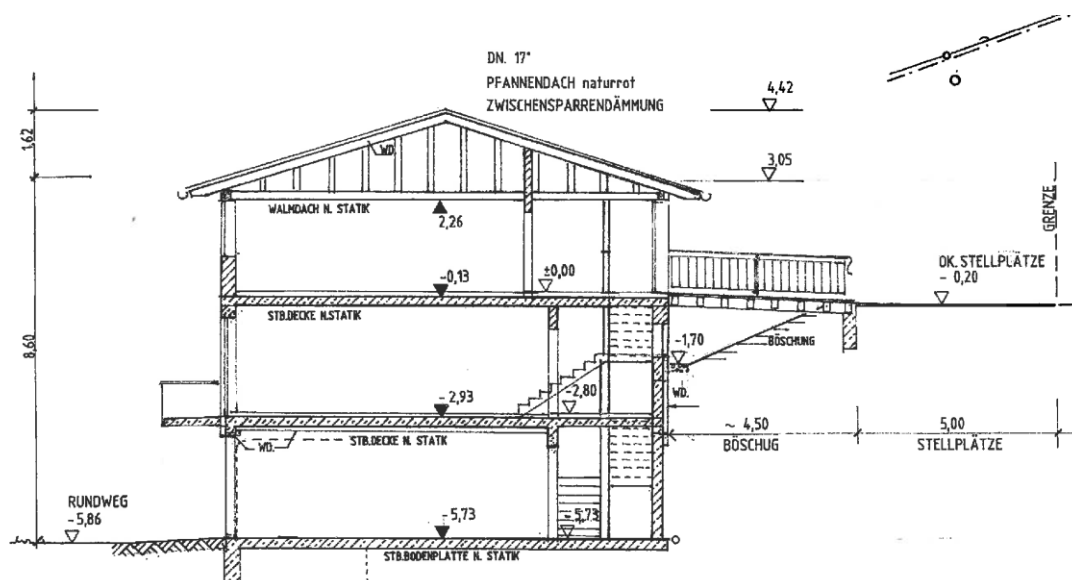 DN. 17°
PFANNENDACH naturrot
ZWISCHENSPARRENDÄMMUNG
4,42
1,62
WD.
3,05
WALMDACH N. STATIK
2,26
GRENZE
OK. STELLPLÄTZE
- 0,20
-0,13
±0,00
STB.DECKE N.STATIK
8,60
BÖSCHUNG
-1,70
WD.
-2,93
-2,80
~ 4,50
BÖSCHUG
5,00
STELLPLÄTZE
WD.
STB.DECKE N. STATIK
RUNDWEG
-5,86
-5,73
-5,73
STB.BODENPLATTE N. STATIK